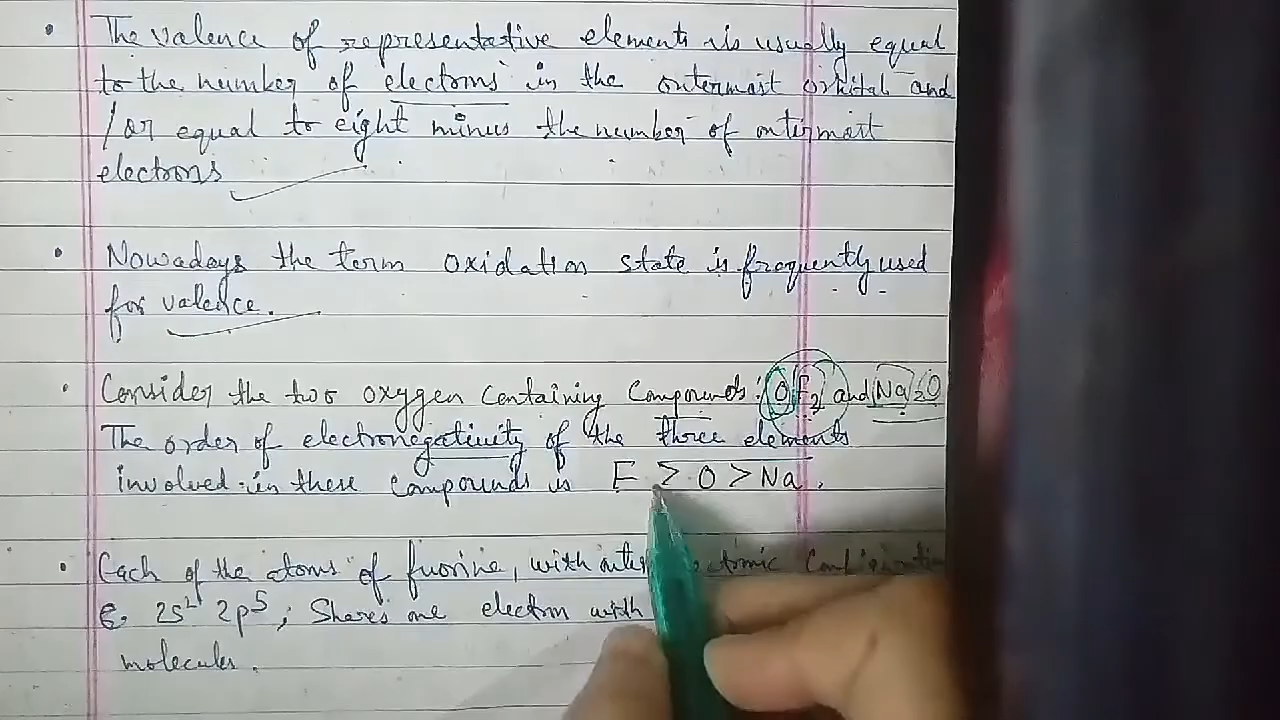 The valence of representative elements is usually equal
to the number of electrons in the outermost orbital and
/or equal to eight minus the number of outermost
electrons
Nowadays the term oxidation state is frequently used
for valence.
Consider the two oxygen containing compounds: OF2 and Na2O
The order of electronegativity of the three elements
involved in these compounds is F > O > Na.
Each of the atoms of fuorine, with
2s2 2p5; Shares one electron with
molecules.